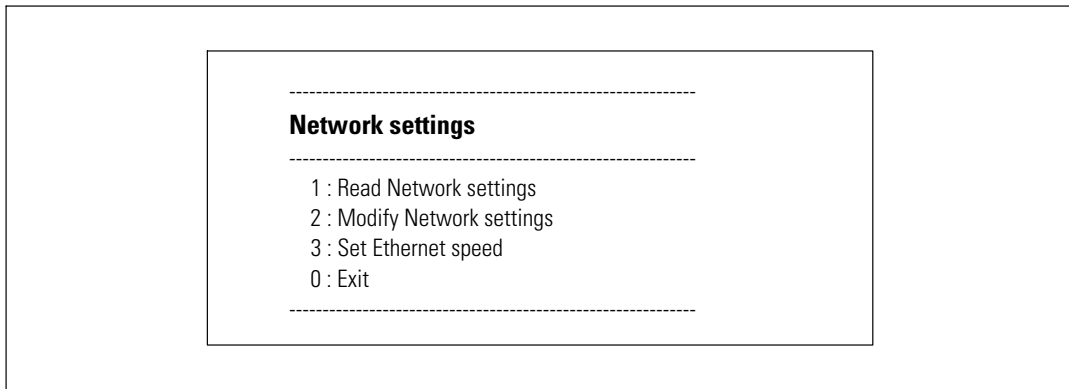 ------------------------------------------------------------
Network settings
------------------------------------------------------------
1 : Read Network settings
2 : Modify Network settings
3 : Set Ethernet speed
0 : Exit
------------------------------------------------------------